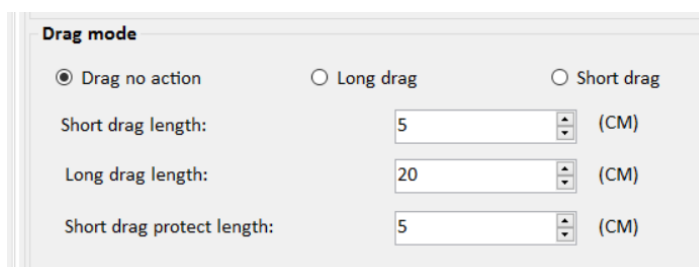 Drag mode
Drag no action Long drag Short drag
Short drag length: 5 (CM)
Long drag length: 20 (CM)
Short drag protect length: 5 (CM)